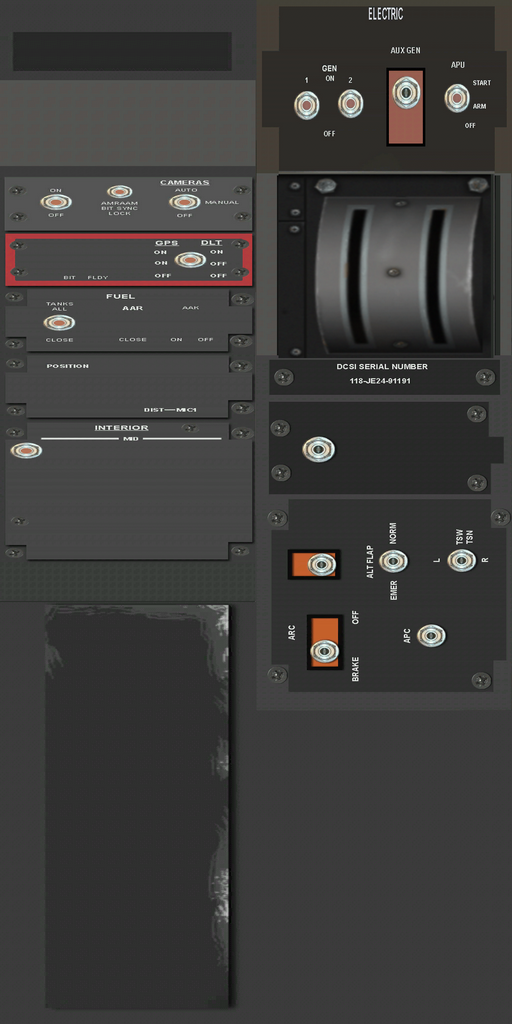 ELECTRIC
AUX GEN
GEN
ON
1 2
OFF
APU
START
ARM
OFF
CAMERAS
ON
OFF
AMRAAM
BIT SYNC
LOCK
AUTO
MANUAL
OFF
GPS DLT
ON ON
ON OFF
OFF OFF
BIT FLDY
FUEL
TANKS
ALL
AAR
AAK
CLOSE CLOSE ON OFF
POSITION
DIST—MIC1
INTERIOR
MID
DCSI SERIAL NUMBER
118-JE24-91191
ALT FLAP
NORM
EMER
L
TSW
TSN
R
ARC
OFF
BRAKE
APC